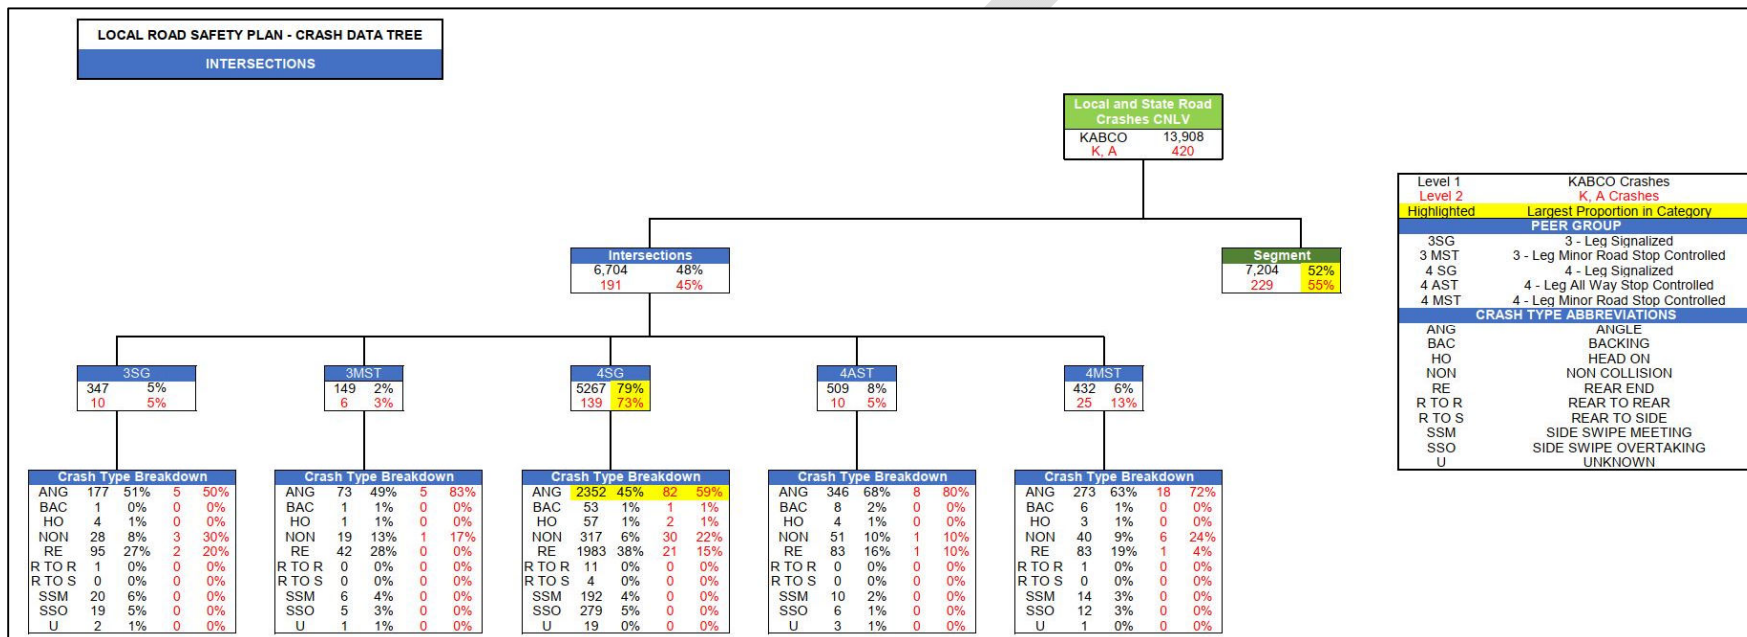 LOCAL ROAD SAFETY PLAN - CRASH DATA TREE
INTERSECTIONS
Local and State Road
Crashes CNLV
KABCO 13,908
K, A 420
Level 1 KABCO Crashes
Level 2 K, A Crashes
Highlighted Largest Proportion in Category
PEER GROUP
3SG 3 - Leg Signalized
3 MST 3 - Leg Minor Road Stop Controlled
4 SG 4 - Leg Signalized
4 AST 4 - Leg All Way Stop Controlled
4 MST 4 - Leg Minor Road Stop Controlled
CRASH TYPE ABBREVIATIONS
ANG ANGLE
BAC BACKING
HO HEAD ON
NON NON COLLISION
RE REAR END
R TO R REAR TO REAR
R TO S REAR TO SIDE
SSM SIDE SWIPE MEETING
SSO SIDE SWIPE OVERTAKING
U UNKNOWN
Intersections
6,704 48%
191 45%
Segment
7,204 52%
229 55%
3SG
347 5%
10 5%
3MST
149 2%
6 3%
4SG
5267 79%
139 73%
4AST
509 8%
10 5%
4MST
432 6%
25 13%
Crash Type Breakdown
ANG 177 51% 5 50%
BAC 1 0% 0 0%
HO 4 1% 0 0%
NON 28 8% 3 30%
RE 95 27% 2 20%
R TO R 1 0% 0 0%
R TO S 0 0% 0 0%
SSM 20 6% 0 0%
SSO 19 5% 0 0%
U 2 1% 0 0%
Crash Type Breakdown
ANG 73 49% 5 83%
BAC 1 1% 0 0%
HO 1 1% 0 0%
NON 19 13% 1 17%
RE 42 28% 0 0%
R TO R 0 0% 0 0%
R TO S 0 0% 0 0%
SSM 6 4% 0 0%
SSO 5 3% 0 0%
U 1 1% 0 0%
Crash Type Breakdown
ANG 2352 45% 82 59%
BAC 53 1% 1 1%
HO 57 1% 2 1%
NON 317 6% 30 22%
RE 1983 38% 21 15%
R TO R 11 0% 0 0%
R TO S 4 0% 0 0%
SSM 192 4% 0 0%
SSO 279 5% 0 0%
U 19 0% 0 0%
Crash Type Breakdown
ANG 346 68% 8 80%
BAC 8 2% 0 0%
HO 4 1% 0 0%
NON 51 10% 1 10%
RE 83 16% 1 10%
R TO R 0 0% 0 0%
R TO S 0 0% 0 0%
SSM 10 2% 0 0%
SSO 6 1% 0 0%
U 3 1% 0 0%
Crash Type Breakdown
ANG 273 63% 18 72%
BAC 6 1% 0 0%
HO 3 1% 0 0%
NON 40 9% 6 24%
RE 83 19% 1 4%
R TO R 1 0% 0 0%
R TO S 0 0% 0 0%
SSM 14 3% 0 0%
SSO 12 3% 0 0%
U 1 0% 0 0%